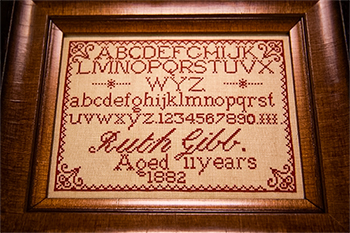 ABCDEFGHIJK
LMNOPQRSTUVX
WYZ
abcdefghijklmnopqrst
uvwxyz.1234567890.
Ruth Gibb.
Aged 11 years
1882